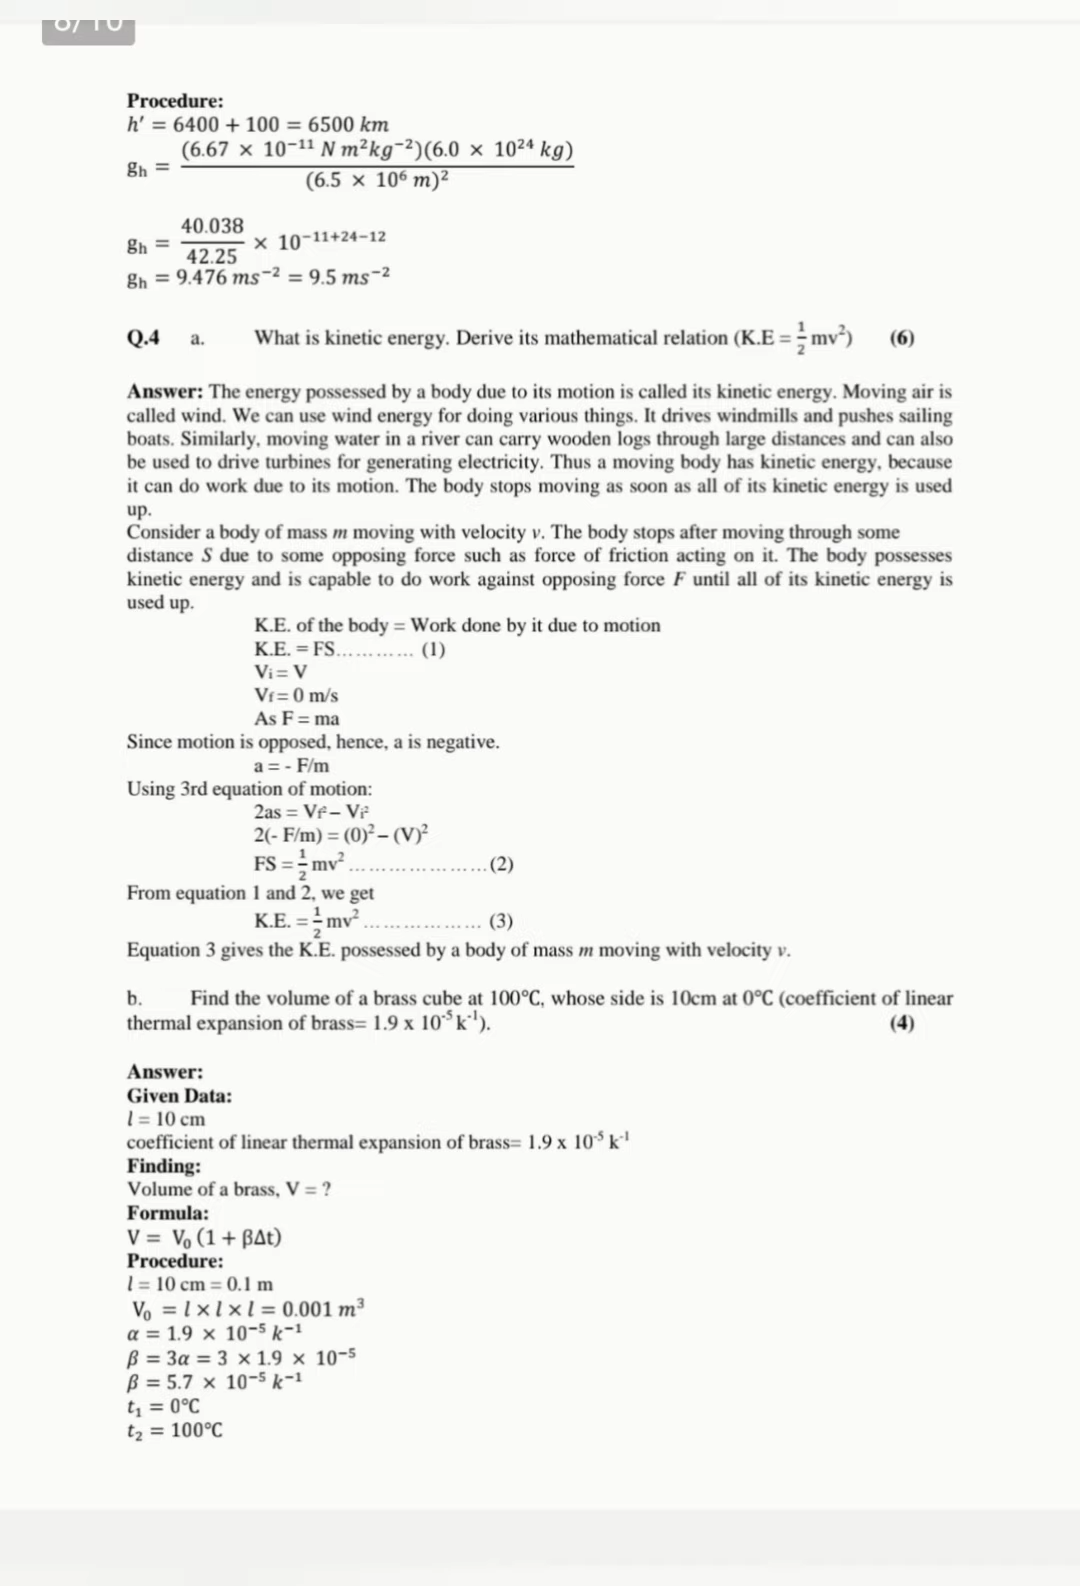 8/10
Procedure:
h′ = 6400 + 100 = 6500 km
gh = (6.67 × 10⁻¹¹ N m²kg⁻²)(6.0 × 10²⁴ kg) / (6.5 × 10⁶ m)²
gh = 40.038 / 42.25 × 10⁻¹¹⁺²⁴⁻¹²
gh = 9.476 ms⁻² = 9.5 ms⁻²
Q.4 a. What is kinetic energy. Derive its mathematical relation (K.E = ½ mv²) (6)
Answer: The energy possessed by a body due to its motion is called its kinetic energy. Moving air is
called wind. We can use wind energy for doing various things. It drives windmills and pushes sailing
boats. Similarly, moving water in a river can carry wooden logs through large distances and can also
be used to drive turbines for generating electricity. Thus a moving body has kinetic energy, because
it can do work due to its motion. The body stops moving as soon as all of its kinetic energy is used
up.
Consider a body of mass m moving with velocity v. The body stops after moving through some
distance S due to some opposing force such as force of friction acting on it. The body possesses
kinetic energy and is capable to do work against opposing force F until all of its kinetic energy is
used up.
K.E. of the body = Work done by it due to motion
K.E. = FS………… (1)
Vi = V
Vf = 0 m/s
As F = ma
Since motion is opposed, hence, a is negative.
a = - F/m
Using 3rd equation of motion:
2as = Vf² – Vi²
2(- F/m) = (0)² – (V)²
FS = ½ mv² …………………(2)
From equation 1 and 2, we get
K.E. = ½ mv² ……………… (3)
Equation 3 gives the K.E. possessed by a body of mass m moving with velocity v.
b. Find the volume of a brass cube at 100°C, whose side is 10cm at 0°C (coefficient of linear
thermal expansion of brass= 1.9 x 10⁻⁵ k⁻¹). (4)
Answer:
Given Data:
l = 10 cm
coefficient of linear thermal expansion of brass= 1.9 x 10⁻⁵ k⁻¹
Finding:
Volume of a brass, V = ?
Formula:
V = V₀ (1 + βΔt)
Procedure:
l = 10 cm = 0.1 m
V₀ = l × l × l = 0.001 m³
α = 1.9 × 10⁻⁵ k⁻¹
β = 3α = 3 × 1.9 × 10⁻⁵
β = 5.7 × 10⁻⁵ k⁻¹
t₁ = 0°C
t₂ = 100°C